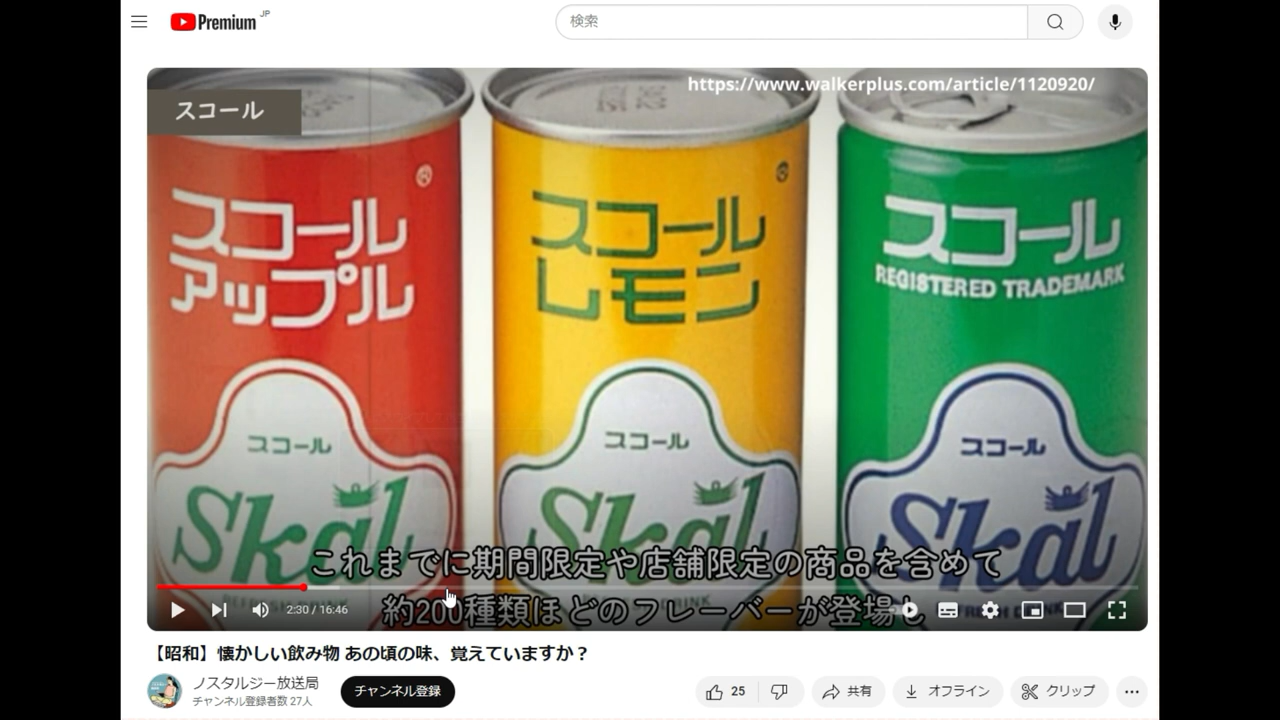 Premium JP
検索
https://www.walkerplus.com/article/1120920/
スコール
スコール
アップル
スコール
レモン
スコール
REGISTERED TRADEMARK
スコール
Skål
スコール
Skål
スコール
Skål
これまでに期間限定や店舗限定の商品を含めて
約200種類ほどのフレーバーが登場し
2:30 / 16:46
【昭和】懐かしい飲み物 あの頃の味、覚えていますか？
ノスタルジー放送局
チャンネル登録者数 27人
チャンネル登録
25
共有
オフライン
クリップ